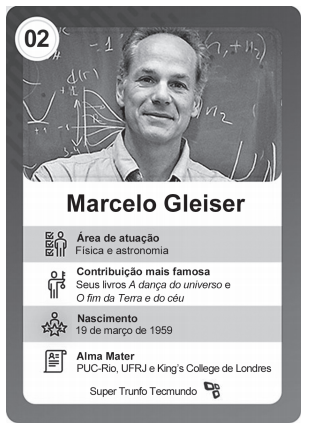 02
d(r)
Marcelo Gleiser
Área de atuação
Física e astronomia
Contribuição mais famosa
Seus livros A dança do universo e
O fim da Terra e do céu
Nascimento
19 de março de 1959
Alma Mater
PUC-Rio, UFRJ e King's College de Londres
Super Trunfo Tecmundo